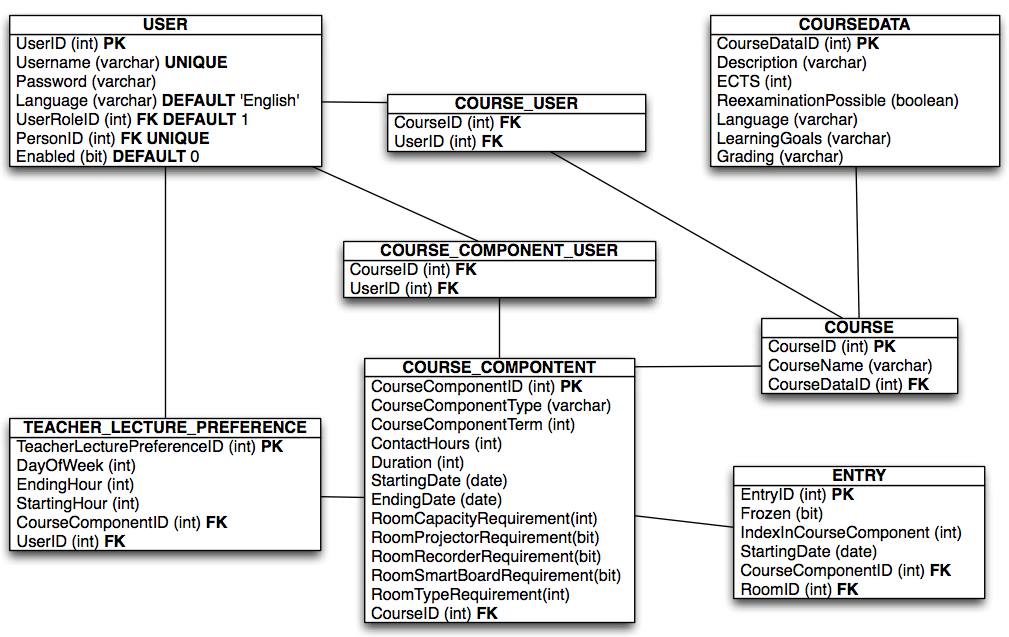 USER
UserID (int) PK
Username (varchar) UNIQUE
Password (varchar)
Language (varchar) DEFAULT 'English'
UserRoleID (int) FK DEFAULT 1
PersonID (int) FK UNIQUE
Enabled (bit) DEFAULT 0
COURSE_USER
CourseID (int) FK
UserID (int) FK
COURSEDATA
CourseDataID (int) PK
Description (varchar)
ECTS (int)
ReexaminationPossible (boolean)
Language (varchar)
LearningGoals (varchar)
Grading (varchar)
COURSE_COMPONENT_USER
CourseID (int) FK
UserID (int) FK
COURSE
CourseID (int) PK
CourseName (varchar)
CourseDataID (int) FK
COURSE_COMPONTENT
CourseComponentID (int) PK
CourseComponentType (varchar)
CourseComponentTerm (int)
ContactHours (int)
Duration (int)
StartingDate (date)
EndingDate (date)
RoomCapacityRequirement(int)
RoomProjectorRequirement(bit)
RoomRecorderRequirement(bit)
RoomSmartBoardRequirement(bit)
RoomTypeRequirement(int)
CourseID (int) FK
TEACHER_LECTURE_PREFERENCE
TeacherLecturePreferenceID (int) PK
DayOfWeek (int)
EndingHour (int)
StartingHour (int)
CourseComponentID (int) FK
UserID (int) FK
ENTRY
EntryID (int) PK
Frozen (bit)
IndexInCourseComponent (int)
StartingDate (date)
CourseComponentID (int) FK
RoomID (int) FK